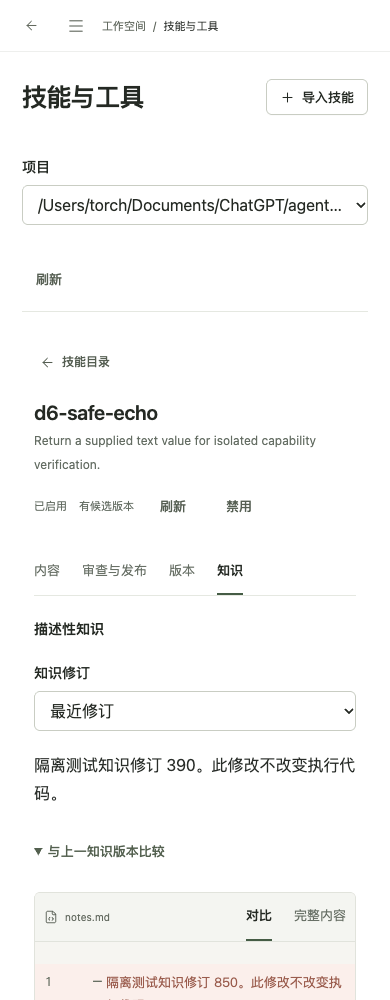 工作空间 / 技能与工具
技能与工具
导入技能
项目
/Users/torch/Documents/ChatGPT/agent...
刷新
技能目录
d6-safe-echo
Return a supplied text value for isolated capability
verification.
已启用 有候选版本 刷新 禁用
内容 审查与发布 版本 知识
描述性知识
知识修订
最近修订
隔离测试知识修订 390。此修改不改变执行代
码。
▼ 与上一知识版本比较
notes.md 对比 完整内容
1 − 隔离测试知识修订 850。此修改不改变执